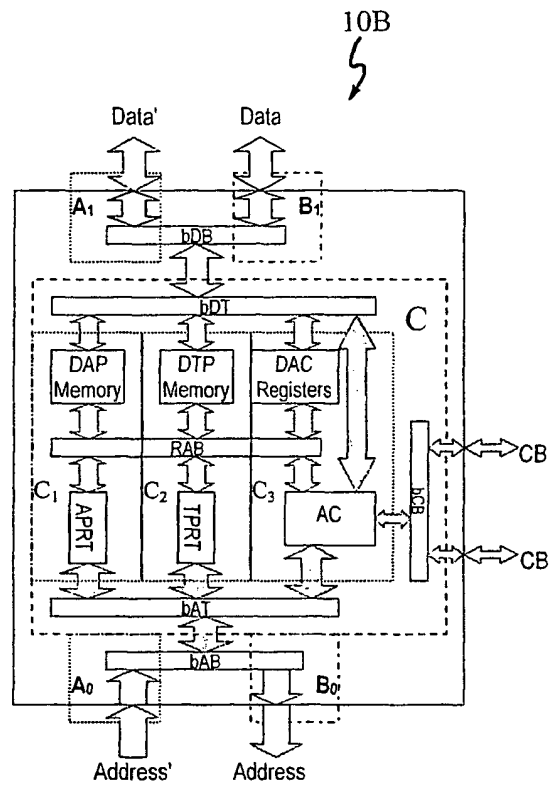 10B
Data' Data
A₁ B₁
bDB
bDT
C
DAP Memory
DTP Memory
DAC Registers
RAB
C₁ C₂ C₃
APRT
TPRT
AC
bCB
CB
CB
bAT
bAB
A₀ B₀
Address' Address